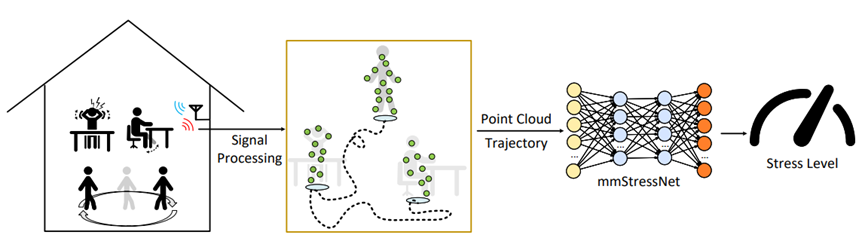 Signal
Processing
Point Cloud
Trajectory
...
...
...
...
mmStressNet
Stress Level